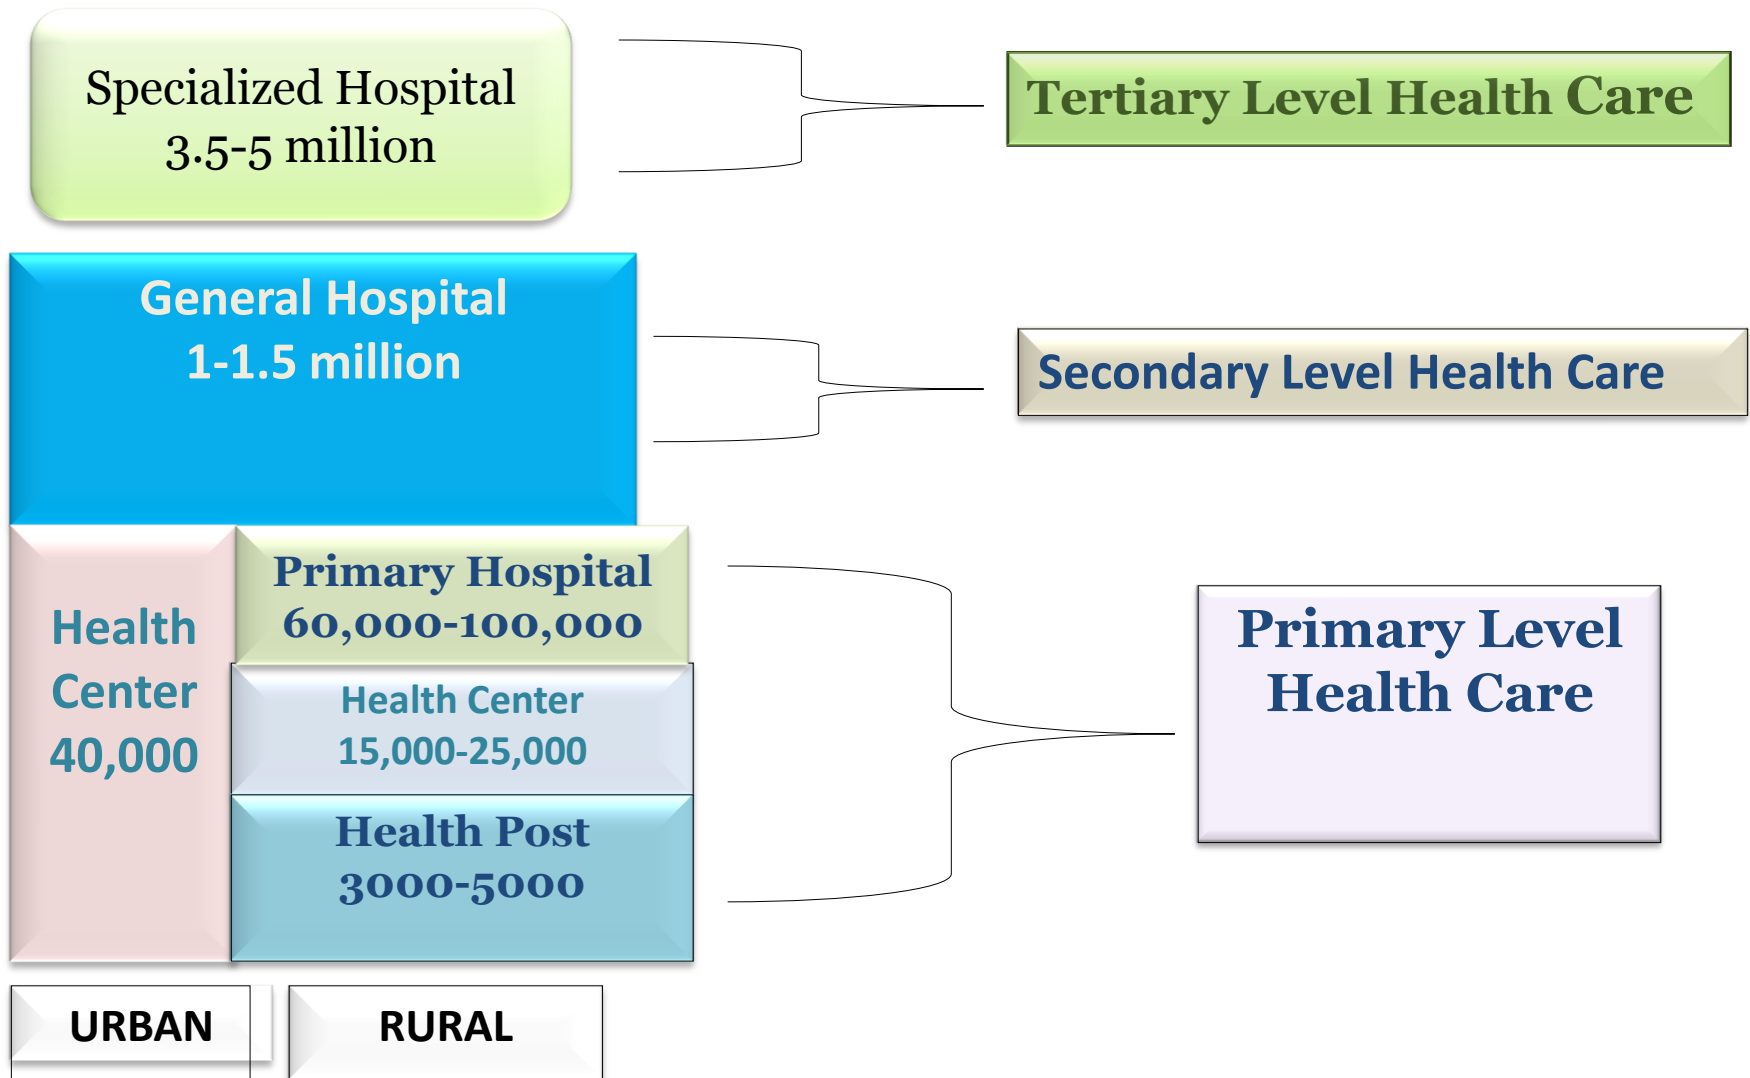 Specialized Hospital
3.5-5 million
Tertiary Level Health Care
General Hospital
1-1.5 million
Secondary Level Health Care
Health
Center
40,000
Primary Hospital
60,000-100,000
Health Center
15,000-25,000
Health Post
3000-5000
Primary Level
Health Care
URBAN
RURAL